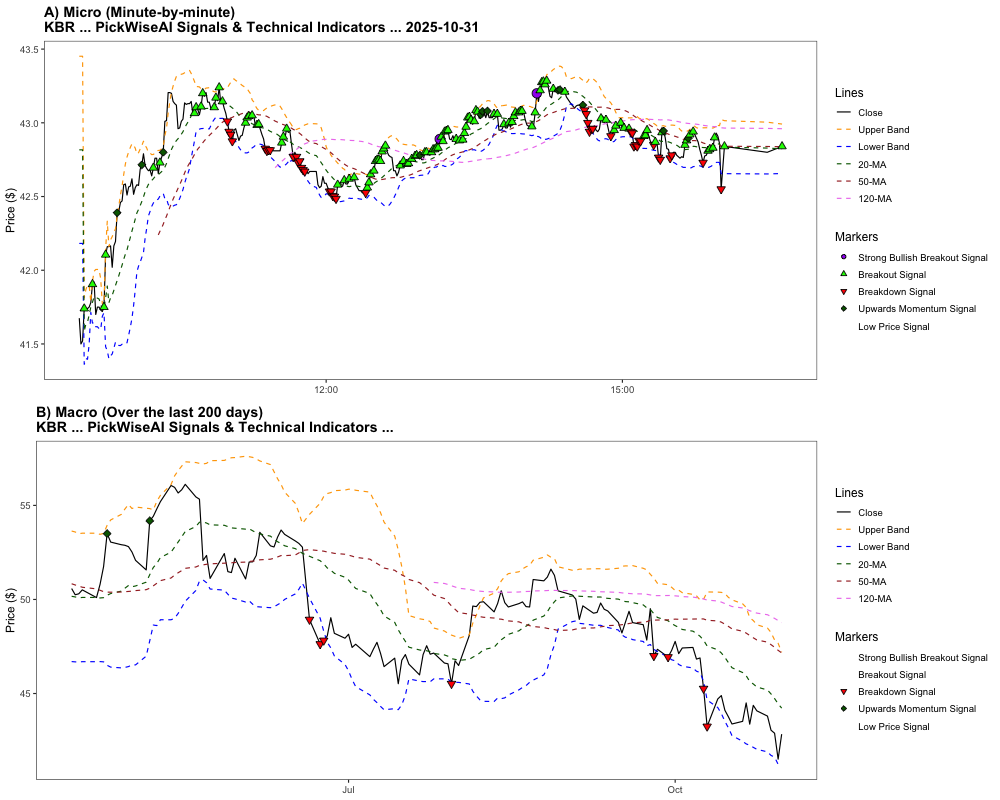 A) Micro (Minute-by-minute)
KBR ... PickWiseAI Signals & Technical Indicators ... 2025-10-31
43.5
43.0
42.5
42.0
41.5
Price ($)
12:00
15:00
Lines
Close
Upper Band
Lower Band
20-MA
50-MA
120-MA
Markers
Strong Bullish Breakout Signal
Breakout Signal
Breakdown Signal
Upwards Momentum Signal
Low Price Signal
B) Macro (Over the last 200 days)
KBR ... PickWiseAI Signals & Technical Indicators ...
55
50
45
Price ($)
Jul
Oct
Lines
Close
Upper Band
Lower Band
20-MA
50-MA
120-MA
Markers
Strong Bullish Breakout Signal
Breakout Signal
Breakdown Signal
Upwards Momentum Signal
Low Price Signal